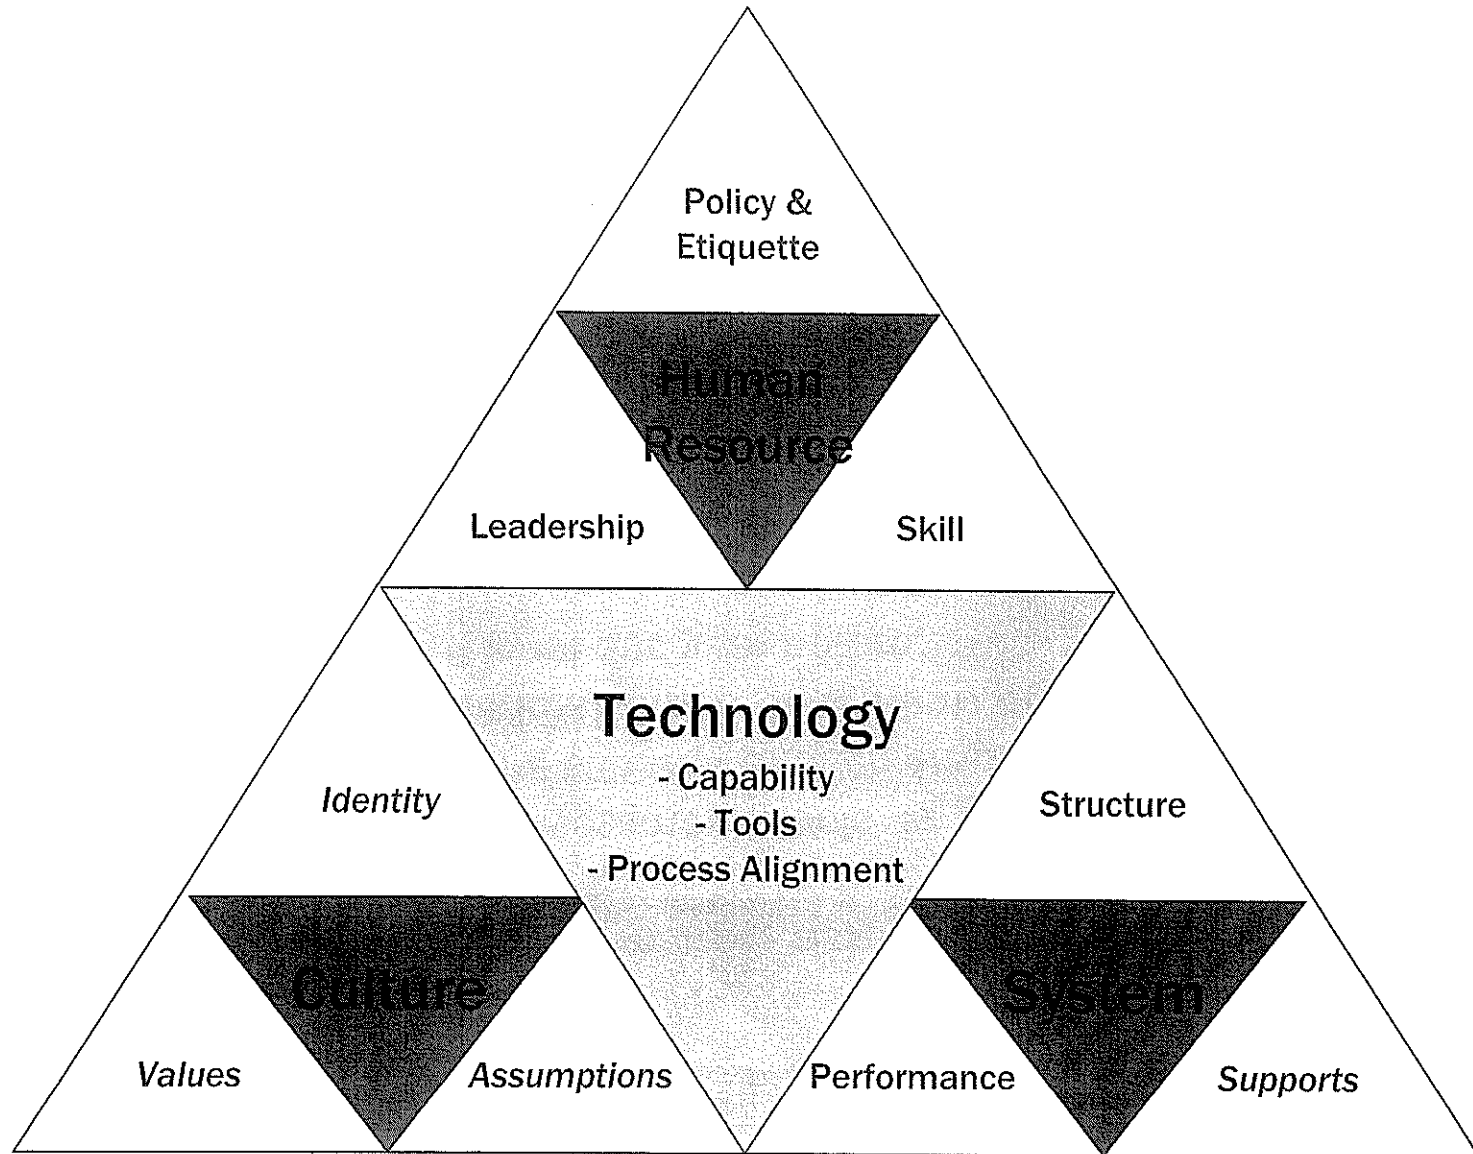 Policy &
Etiquette
Human
Resource
Leadership
Skill
Technology
- Capability
- Tools
- Process Alignment
Identity
Structure
Culture
System
Values
Assumptions
Performance
Supports